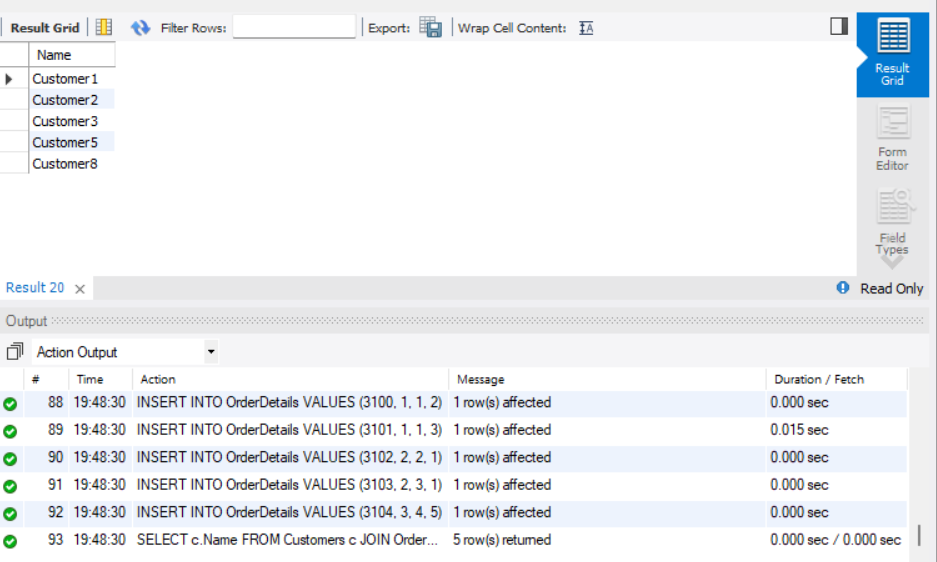 Result Grid Filter Rows: Export: Wrap Cell Content: IA
Name
Customer1
Customer2
Customer3
Customer5
Customer8
Result Grid
Form Editor
Field Types
Result 20 × Read Only
Output
Action Output
# Time Action Message Duration / Fetch
88 19:48:30 INSERT INTO OrderDetails VALUES (3100, 1, 1, 2) 1 row(s) affected 0.000 sec
89 19:48:30 INSERT INTO OrderDetails VALUES (3101, 1, 1, 3) 1 row(s) affected 0.015 sec
90 19:48:30 INSERT INTO OrderDetails VALUES (3102, 2, 2, 1) 1 row(s) affected 0.000 sec
91 19:48:30 INSERT INTO OrderDetails VALUES (3103, 2, 3, 1) 1 row(s) affected 0.000 sec
92 19:48:30 INSERT INTO OrderDetails VALUES (3104, 3, 4, 5) 1 row(s) affected 0.000 sec
93 19:48:30 SELECT c.Name FROM Customers c JOIN Order... 5 row(s) returned 0.000 sec / 0.000 sec